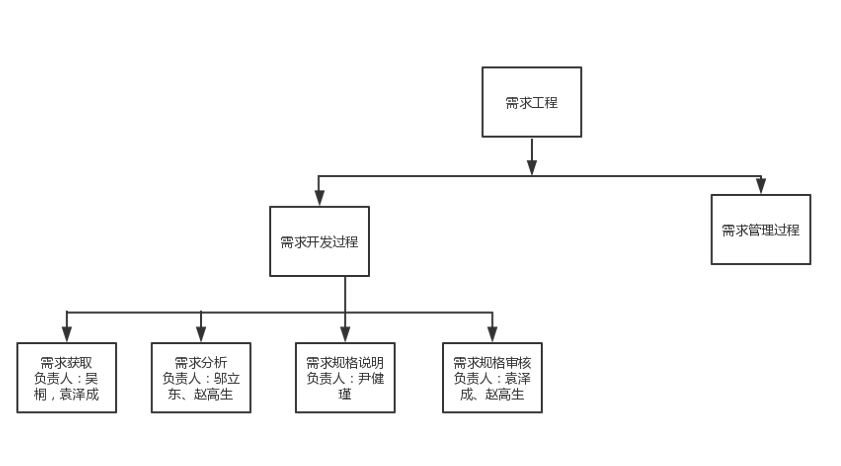 需求工程
需求开发过程
需求管理过程
需求获取
负责人：吴
桐，袁泽成
需求分析
负责人：邬立
东、赵高生
需求规格说明
负责人：尹健
瑾
需求规格审核
负责人：袁泽
成、赵高生